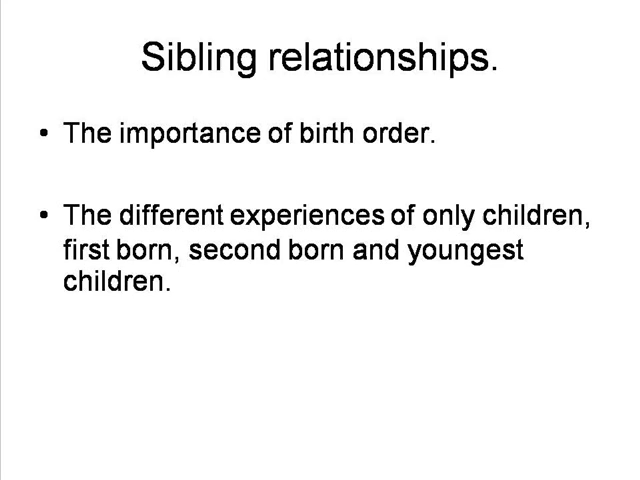 Sibling relationships.
• The importance of birth order.
• The different experiences of only children,
first born, second born and youngest
children.